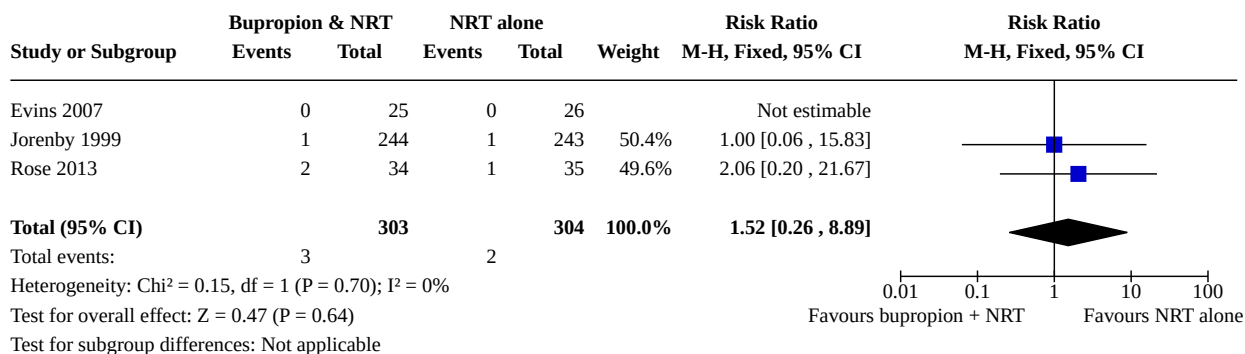 Bupropion & NRT NRT alone Risk Ratio Risk Ratio
Study or Subgroup Events Total Events Total Weight M-H, Fixed, 95% CI M-H, Fixed, 95% CI
Evins 2007 0 25 0 26 Not estimable
Jorenby 1999 1 244 1 243 50.4% 1.00 [0.06 , 15.83]
Rose 2013 2 34 1 35 49.6% 2.06 [0.20 , 21.67]
Total (95% CI) 303 304 100.0% 1.52 [0.26 , 8.89]
Total events: 3 2
Heterogeneity: Chi² = 0.15, df = 1 (P = 0.70); I² = 0%
0.01 0.1 1 10 100
Test for overall effect: Z = 0.47 (P = 0.64) Favours bupropion + NRT Favours NRT alone
Test for subgroup differences: Not applicable